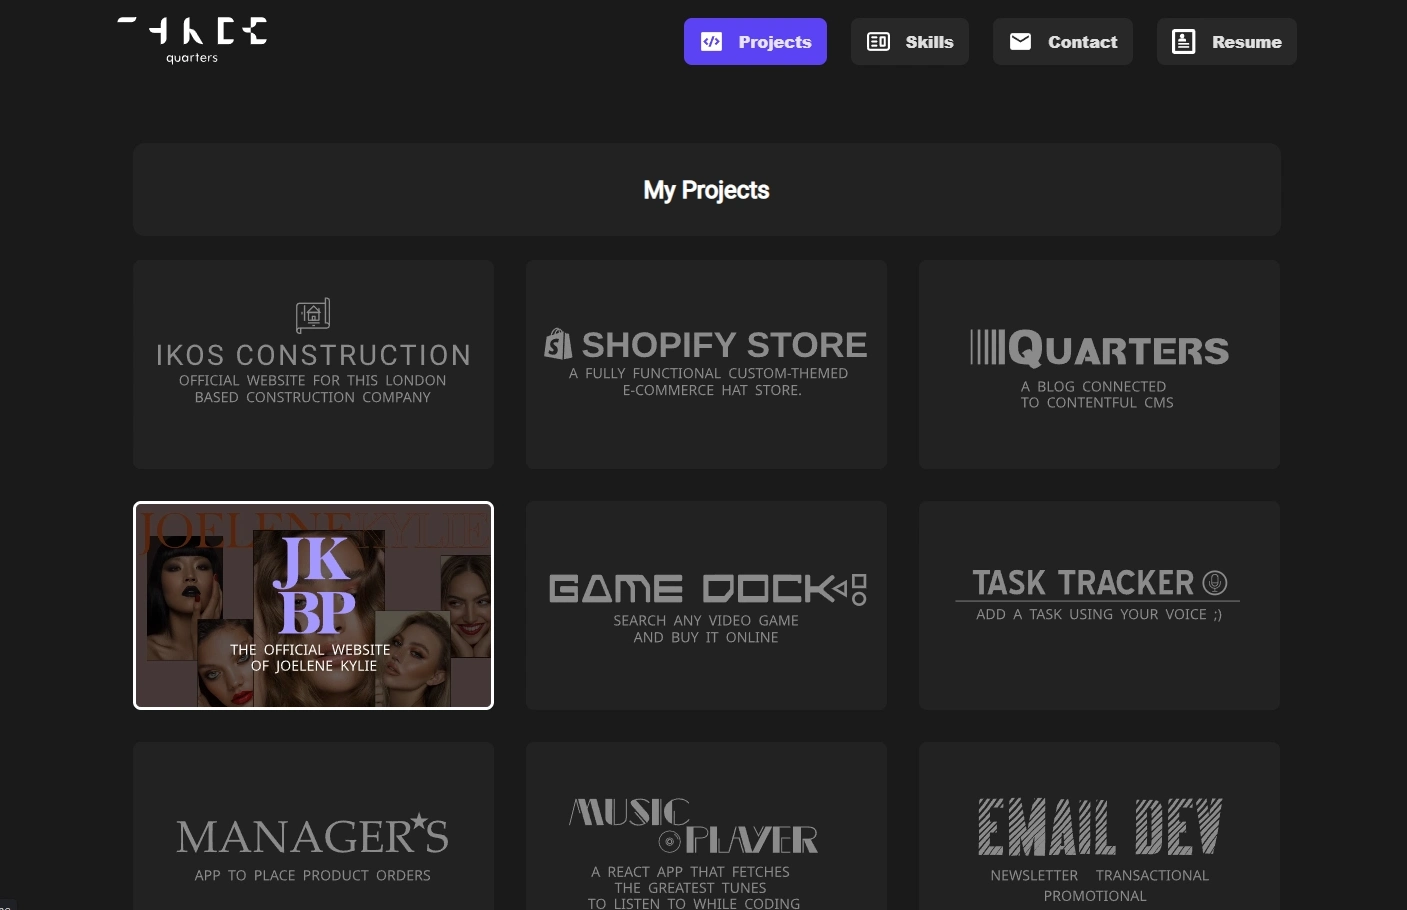 THREE
quarters
Projects
Skills
Contact
Resume
My Projects
IKOS CONSTRUCTION
OFFICIAL WEBSITE FOR THIS LONDON
BASED CONSTRUCTION COMPANY
SHOPIFY STORE
A FULLY FUNCTIONAL CUSTOM-THEMED
E-COMMERCE HAT STORE.
QUARTERS
A BLOG CONNECTED
TO CONTENTFUL CMS
JOELENE KYLIE
JK
BP
THE OFFICIAL WEBSITE
OF JOELENE KYLIE
GAME DOCK
SEARCH ANY VIDEO GAME
AND BUY IT ONLINE
TASK TRACKER
ADD A TASK USING YOUR VOICE ;)
MANAGER'S
APP TO PLACE PRODUCT ORDERS
MUSIC
PLAYER
A REACT APP THAT FETCHES
THE GREATEST TUNES
TO LISTEN TO WHILE CODING
EMAIL DEV
NEWSLETTER TRANSACTIONAL
PROMOTIONAL